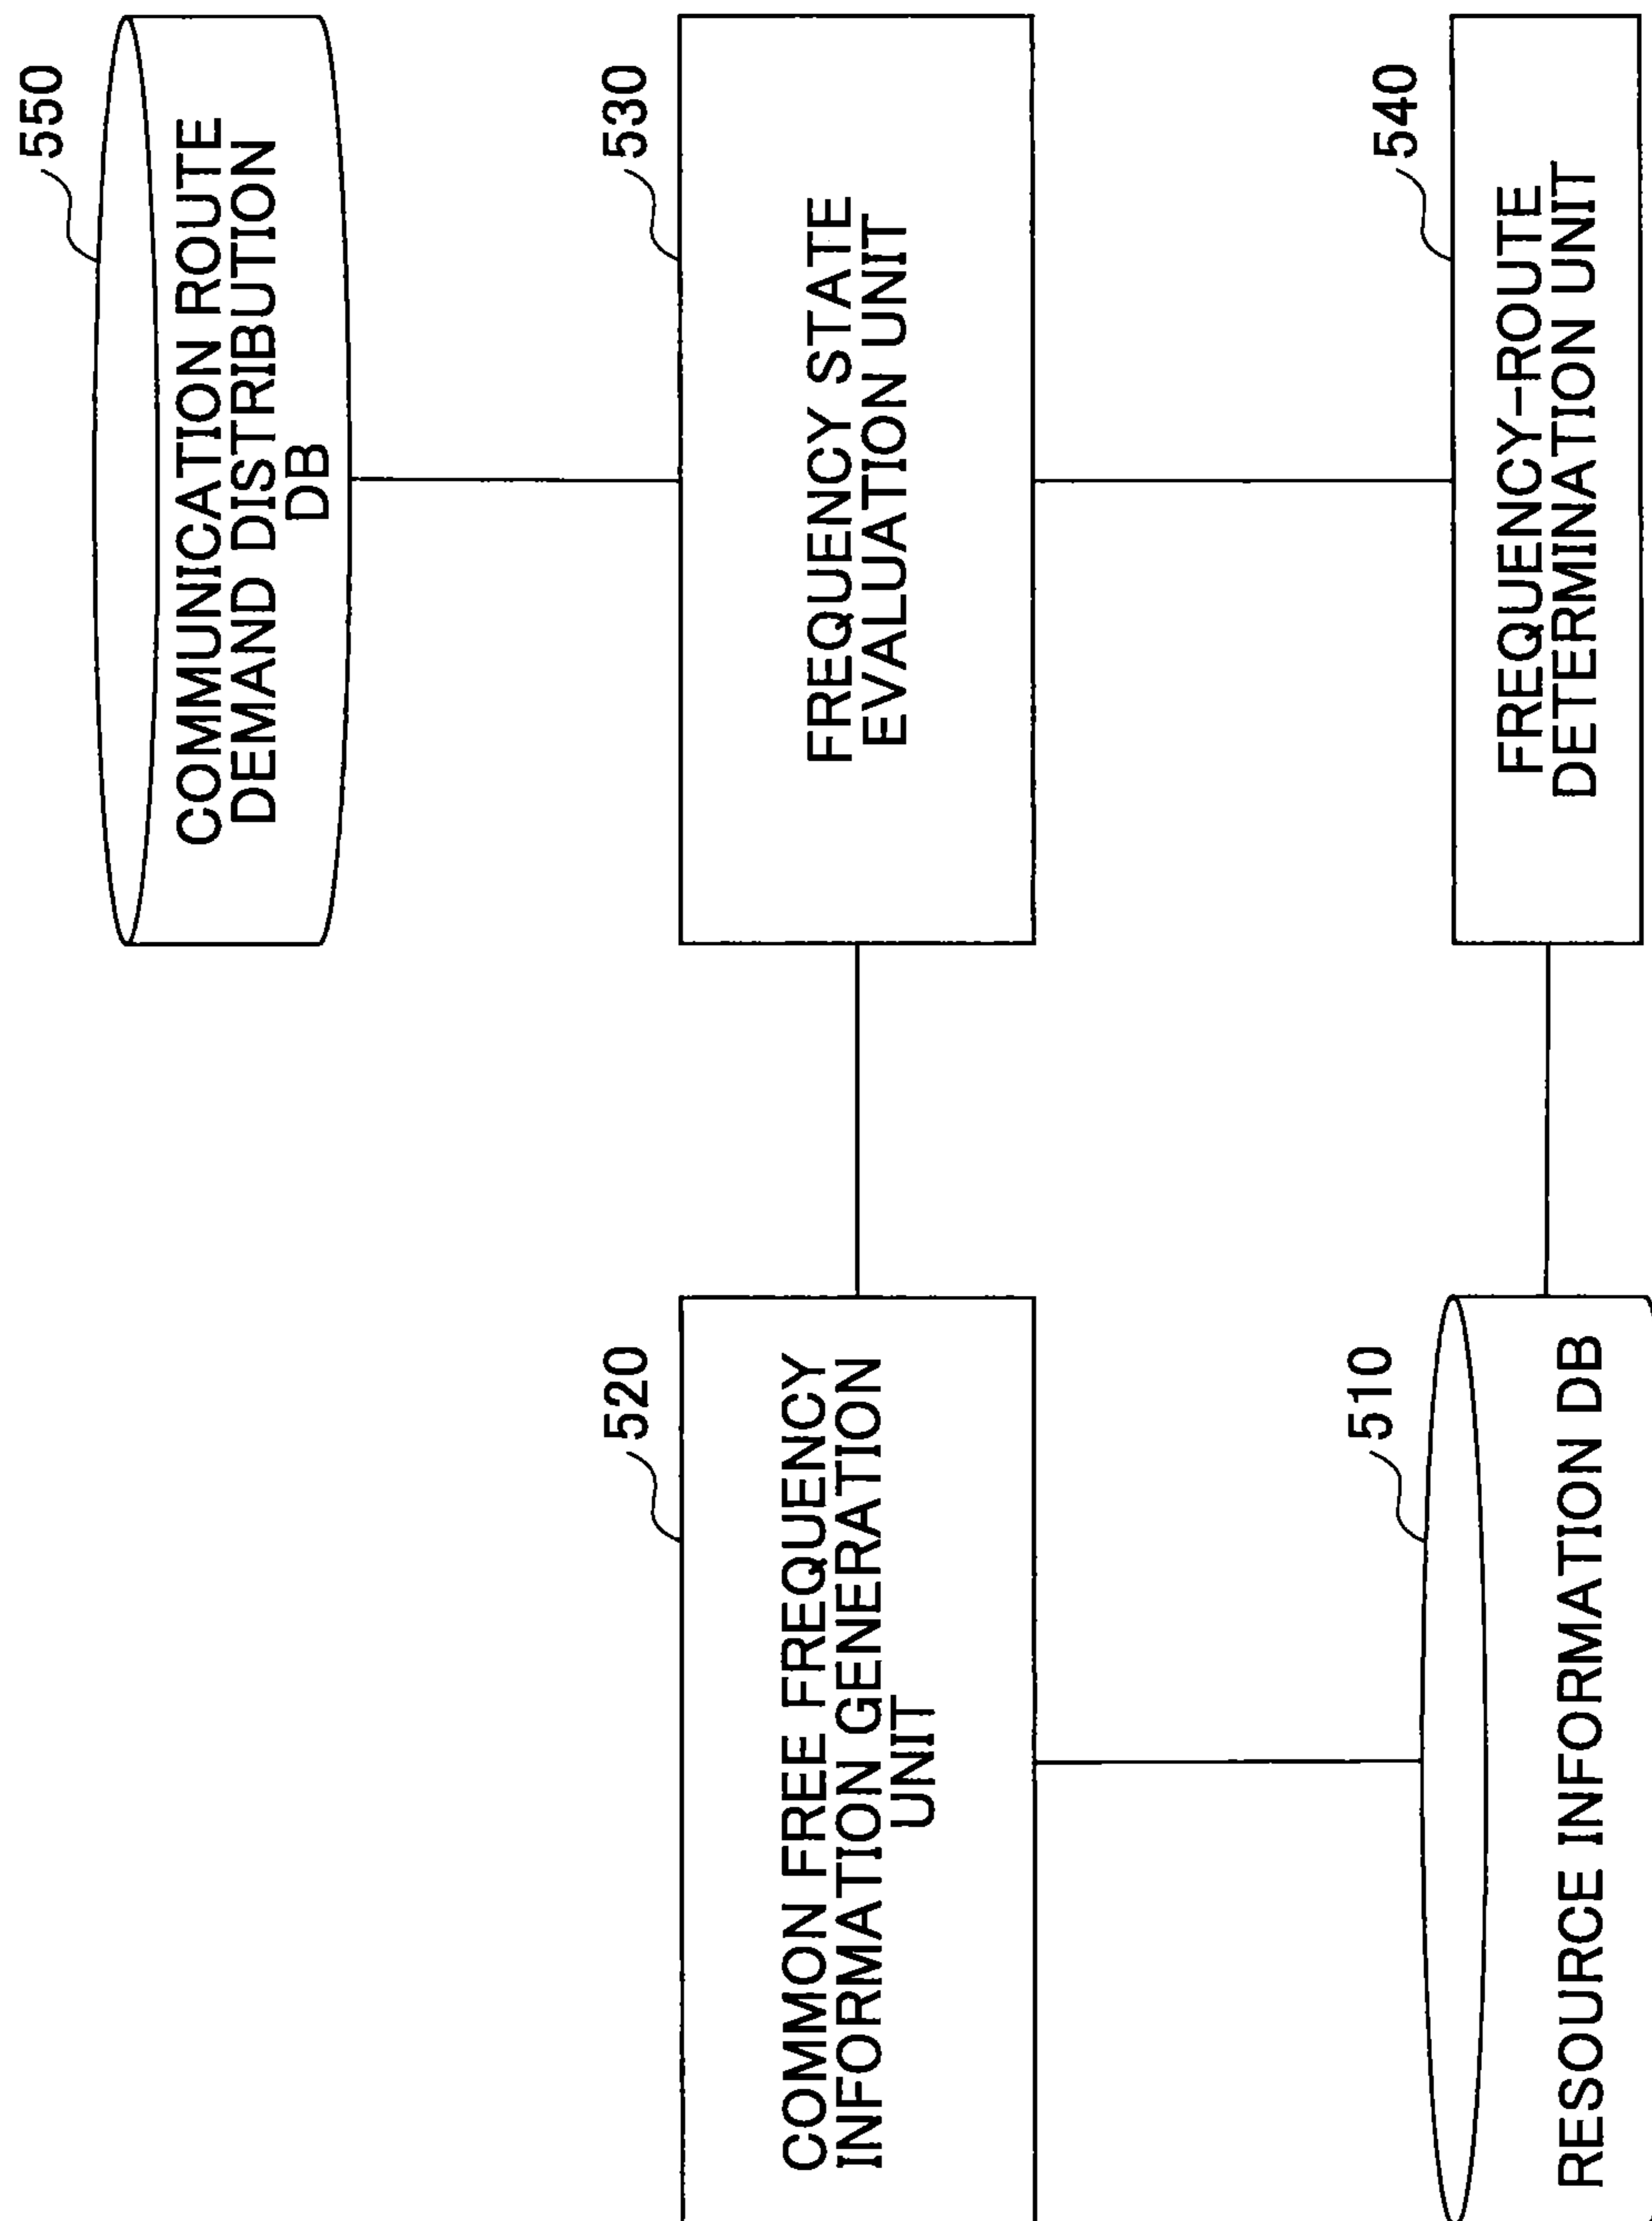 550
COMMUNICATION ROUTE
DEMAND DISTRIBUTION
DB
520
COMMON FREE FREQUENCY
INFORMATION GENERATION
UNIT
530
FREQUENCY STATE
EVALUATION UNIT
510
RESOURCE INFORMATION DB
540
FREQUENCY-ROUTE
DETERMINATION UNIT